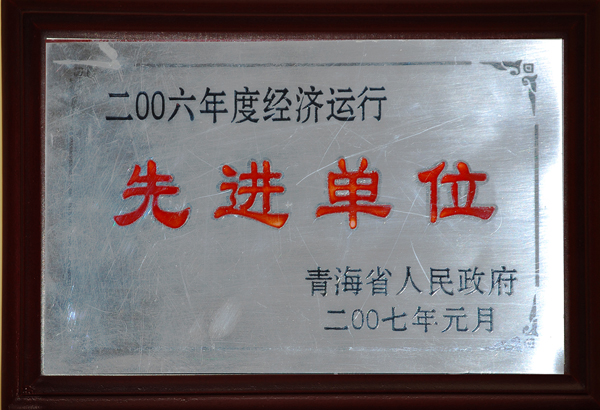 二00六年度经济运行
先进单位
青海省人民政府
二00七年元月